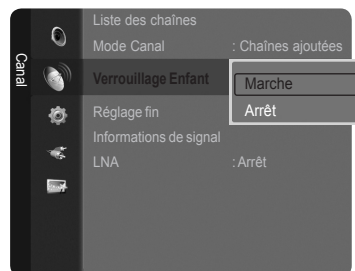 Canal
Liste des chaînes
Mode Canal : Chaînes ajoutées
Verrouillage Enfant
Marche
Réglage fin
Arrêt
Informations de signal
LNA : Arrêt